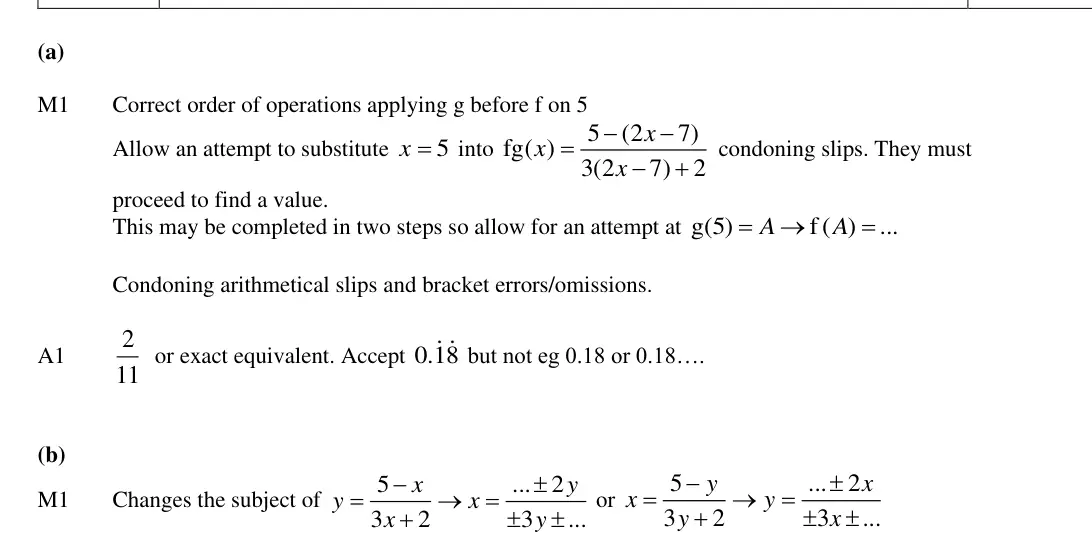 (a)
M1 Correct order of operations applying g before f on 5
Allow an attempt to substitute x = 5 into fg(x) = (5 − (2x − 7))/(3(2x − 7) + 2) condoning slips. They must
proceed to find a value.
This may be completed in two steps so allow for an attempt at g(5) = A → f(A) = ...
Condoning arithmetical slips and bracket errors/omissions.
A1 2/11 or exact equivalent. Accept 0.1̇8̇ but not eg 0.18 or 0.18….
(b)
M1 Changes the subject of y = (5 − x)/(3x + 2) → x = (... ± 2y)/(±3y ± ...) or x = (5 − y)/(3y + 2) → y = (... ± 2x)/(±3x ± ...)